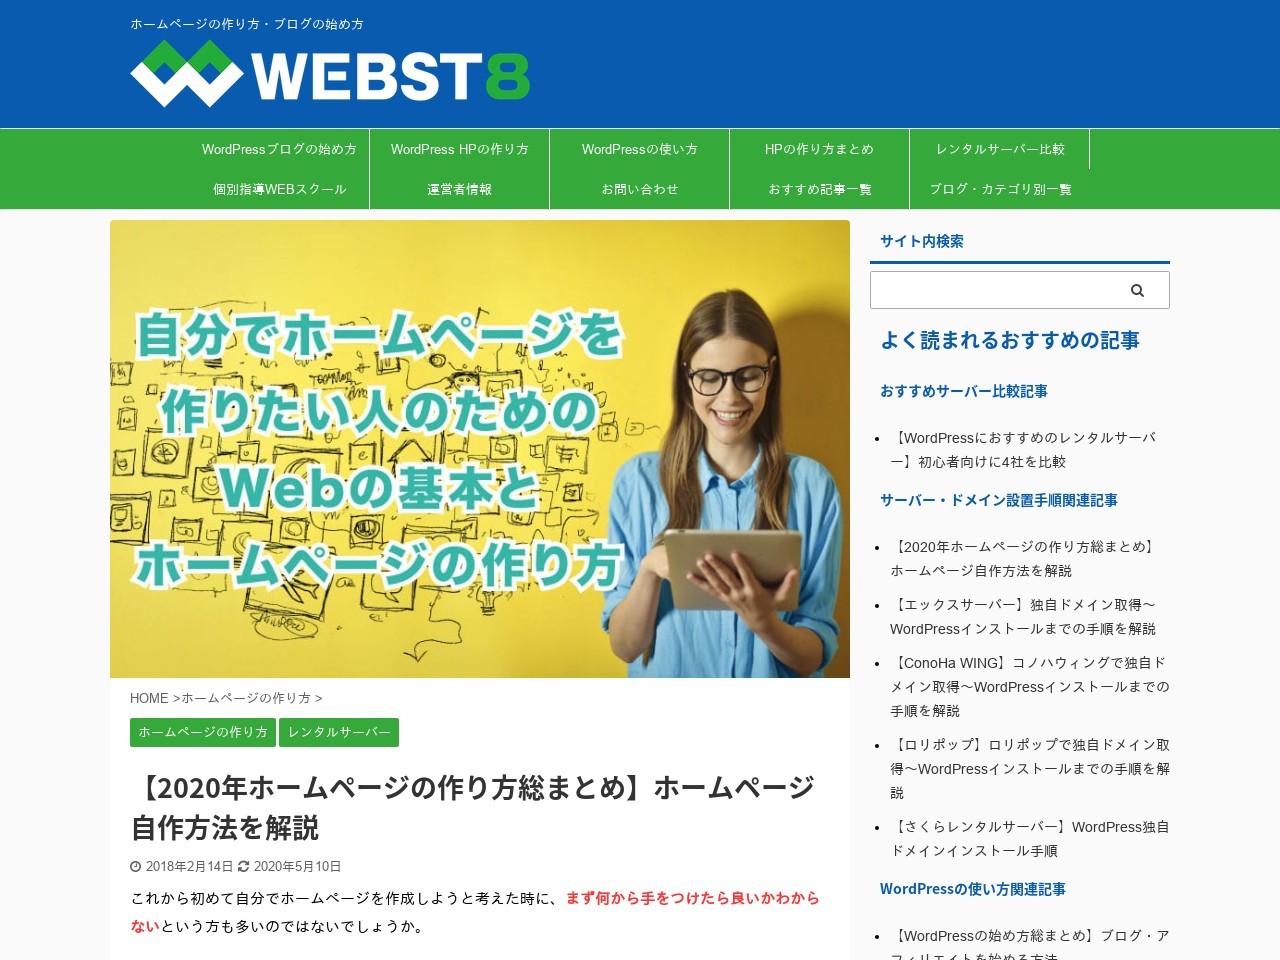 ホームページの作り方・ブログの始め方
WEBST8
WordPressブログの始め方
WordPress HPの作り方
WordPressの使い方
HPの作り方まとめ
レンタルサーバー比較
個別指導WEBスクール
運営者情報
お問い合わせ
おすすめ記事一覧
ブログ・カテゴリ別一覧
自分でホームページを
作りたい人のための
Webの基本と
ホームページの作り方
HOME >ホームページの作り方 >
ホームページの作り方
レンタルサーバー
【2020年ホームページの作り方総まとめ】ホームページ
自作方法を解説
2018年2月14日 2020年5月10日
これから初めて自分でホームページを作成しようと考えた時に、まず何から手をつけたら良いかわから
ないという方も多いのではないでしょうか。
サイト内検索
よく読まれるおすすめの記事
おすすめサーバー比較記事
【WordPressにおすすめのレンタルサーバ
ー】初心者向けに4社を比較
サーバー・ドメイン設置手順関連記事
【2020年ホームページの作り方総まとめ】
ホームページ自作方法を解説
【エックスサーバー】独自ドメイン取得〜
WordPressインストールまでの手順を解説
【ConoHa WING】コノハウィングで独自ド
メイン取得〜WordPressインストールまでの
手順を解説
【ロリポップ】ロリポップで独自ドメイン取
得〜WordPressインストールまでの手順を解
説
【さくらレンタルサーバー】WordPress独自
ドメインインストール手順
WordPressの使い方関連記事
【WordPressの始め方総まとめ】ブログ・ア
フィリエイトを始める方法